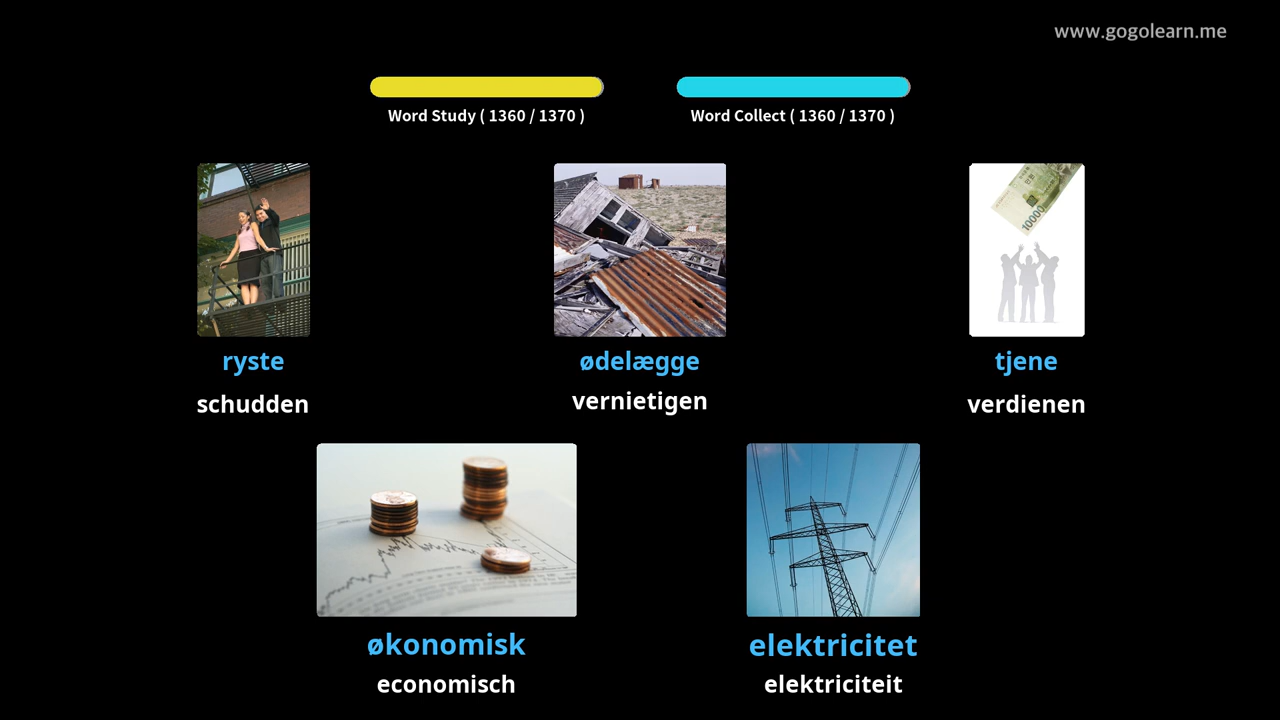 www.gogolearn.me
Word Study ( 1360 / 1370 )
Word Collect ( 1360 / 1370 )
10000
ryste
ødelægge
tjene
schudden
vernietigen
verdienen
økonomisk
elektricitet
economisch
elektriciteit